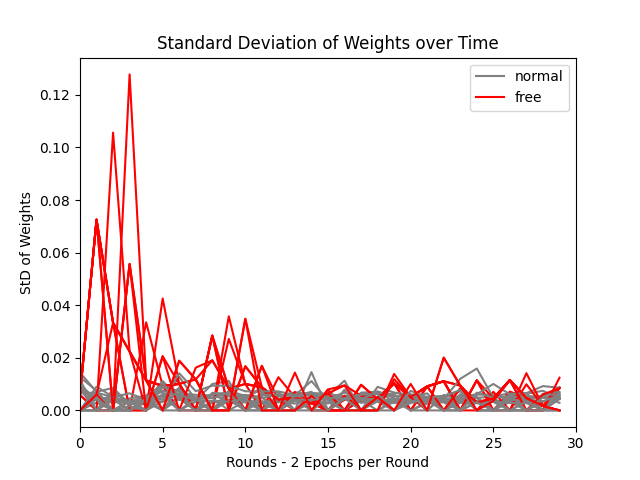 Standard Deviation of Weights over Time
normal
free
StD of Weights
0.12
0.10
0.08
0.06
0.04
0.02
0.00
0 5 10 15 20 25 30
Rounds - 2 Epochs per Round